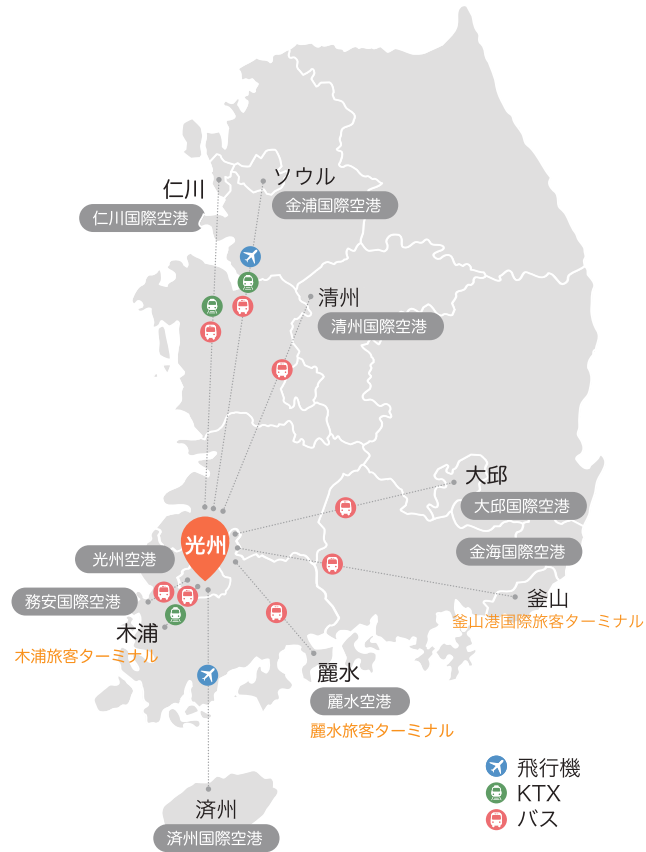 ソウル
金浦国際空港
仁川
仁川国際空港
清州
清州国際空港
大邱
大邱国際空港
光州
光州空港
金海国際空港
務安国際空港
釜山
釜山港国際旅客ターミナル
木浦
木浦旅客ターミナル
麗水
麗水空港
麗水旅客ターミナル
飛行機
KTX
バス
済州
済州国際空港